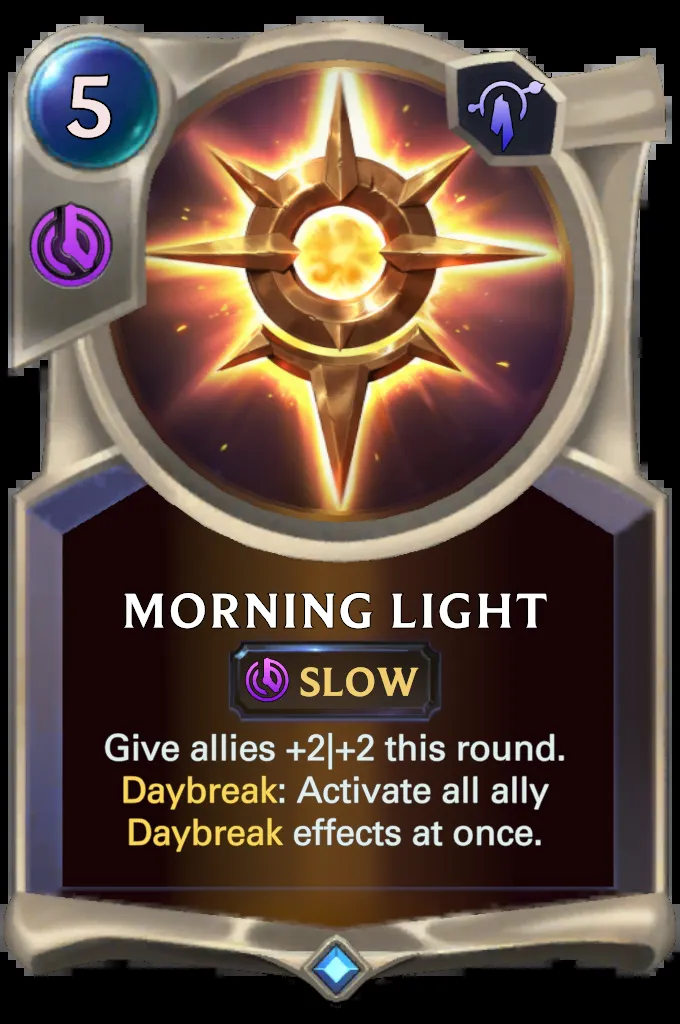 5
MORNING LIGHT
SLOW
Give allies +2|+2 this round.
Daybreak: Activate all ally
Daybreak effects at once.